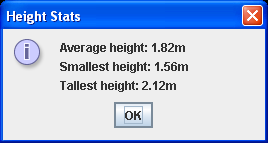 Height Stats
Average height: 1.82m
Smallest height: 1.56m
Tallest height: 2.12m
OK